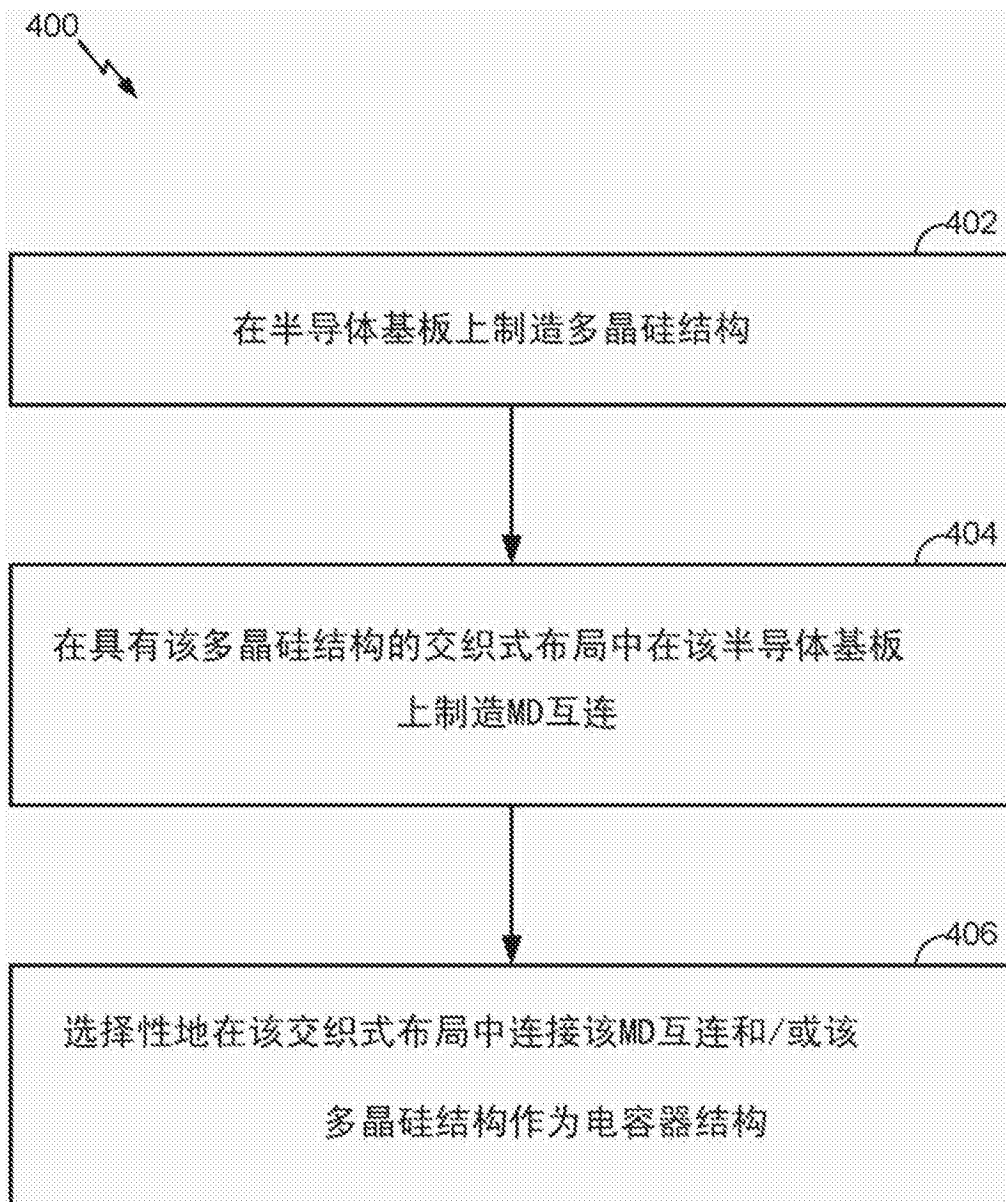 400
402
在半导体基板上制造多晶硅结构
404
在具有该多晶硅结构的交织式布局中在该半导体基板
上制造MD互连
406
选择性地在该交织式布局中连接该MD互连和/或该
多晶硅结构作为电容器结构